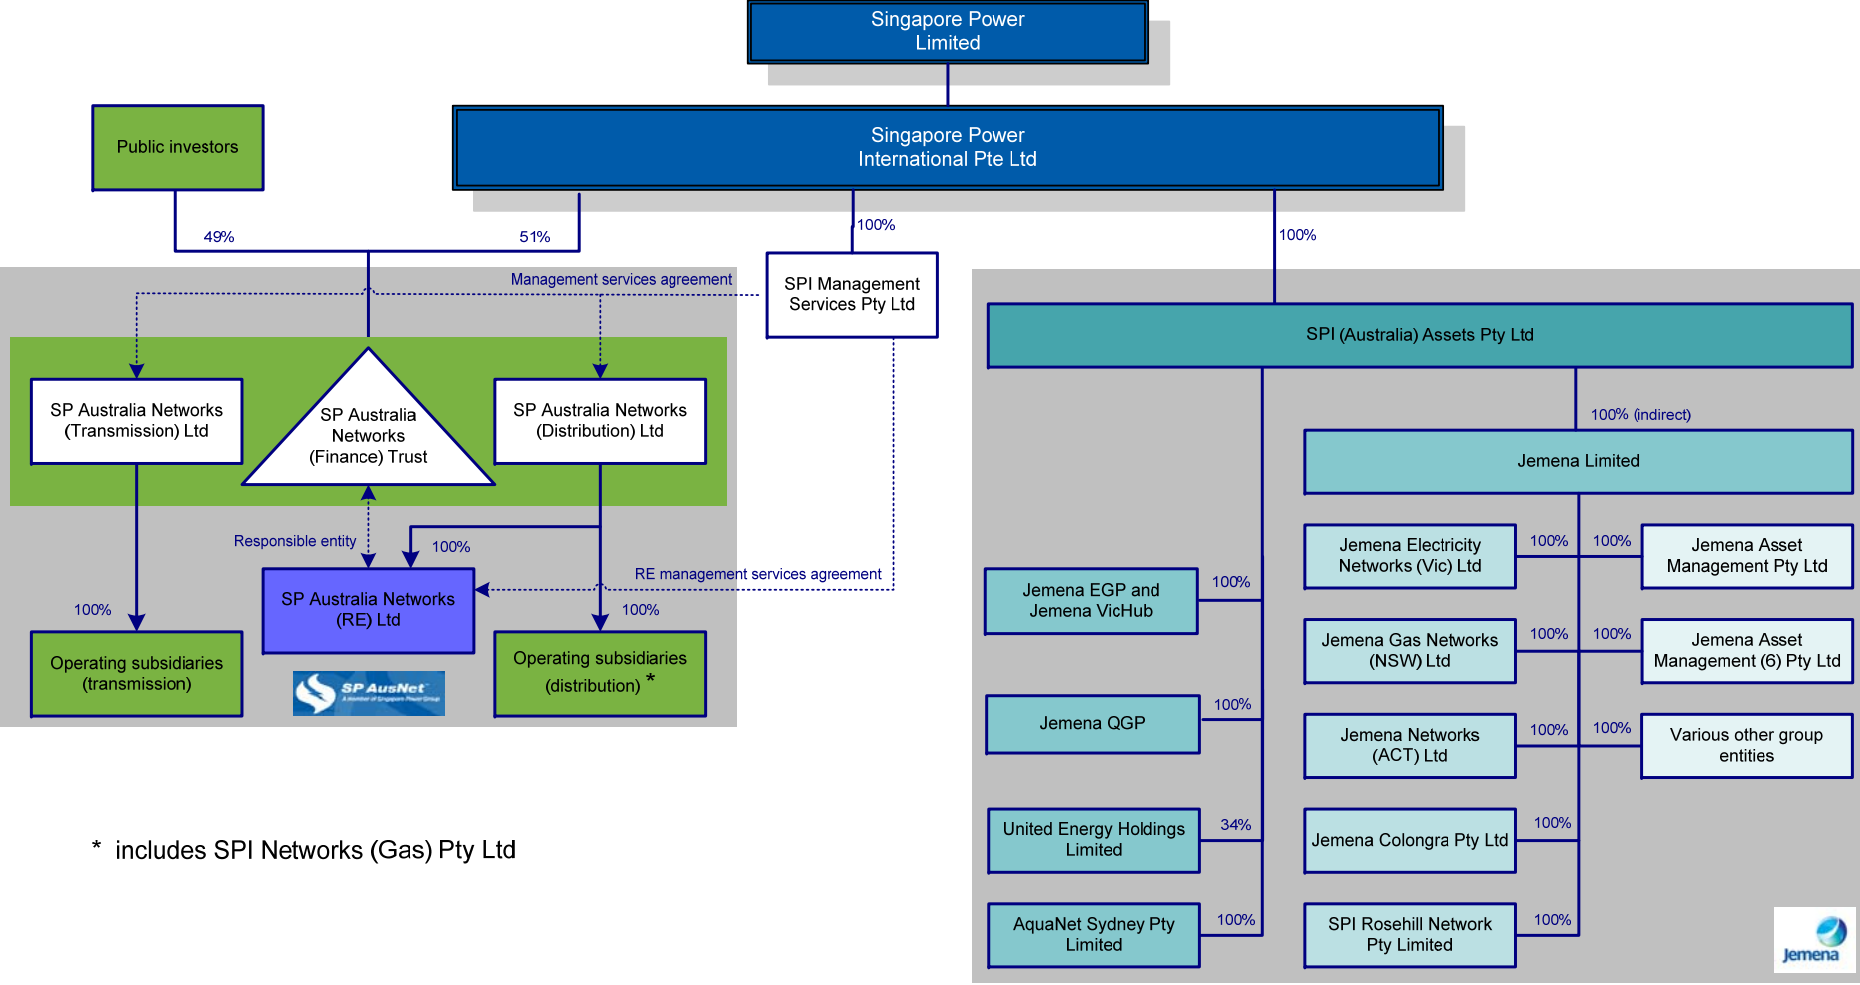 Singapore Power
Limited
Public investors
Singapore Power
International Pte Ltd
49%
51%
100%
100%
Management services agreement
SPI Management
Services Pty Ltd
SPI (Australia) Assets Pty Ltd
SP Australia Networks
(Transmission) Ltd
SP Australia
Networks
(Finance) Trust
SP Australia Networks
(Distribution) Ltd
100% (indirect)
Jemena Limited
Responsible entity
100%
RE management services agreement
100%
SP Australia Networks
(RE) Ltd
100%
Operating subsidiaries
(transmission)
SP AusNet™
A member of Singapore Power Group
Operating subsidiaries
(distribution) *
Jemena EGP and
Jemena VicHub
100%
Jemena QGP
100%
United Energy Holdings
Limited
34%
AquaNet Sydney Pty
Limited
100%
Jemena Electricity
Networks (Vic) Ltd
100%
100%
Jemena Asset
Management Pty Ltd
Jemena Gas Networks
(NSW) Ltd
100%
100%
Jemena Asset
Management (6) Pty Ltd
Jemena Networks
(ACT) Ltd
100%
100%
Various other group
entities
Jemena Colongra Pty Ltd
100%
SPI Rosehill Network
Pty Limited
100%
Jemena
* includes SPI Networks (Gas) Pty Ltd